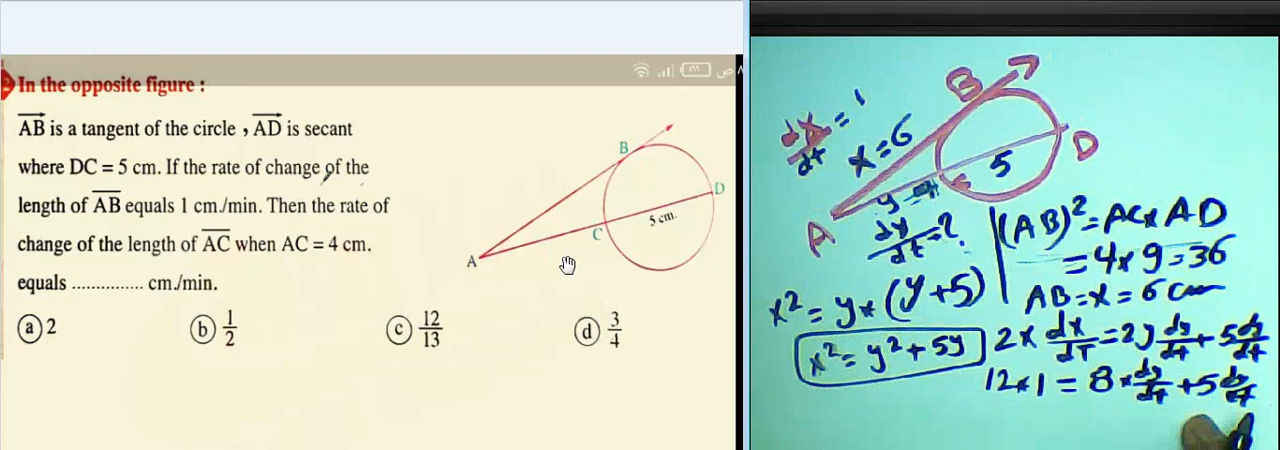 In the opposite figure :
AB is a tangent of the circle , AD is secant
where DC = 5 cm. If the rate of change of the
length of AB equals 1 cm./min. Then the rate of
change of the length of AC when AC = 4 cm.
equals .............. cm./min.
a 2
b 1/2
c 12/13
d 3/4
A
B
C
D
5 cm.
dx/dt = 1
x = 6
B
D
5
A
y = 4
dy/dt = ?
(AB)² = AC × AD
= 4 × 9 = 36
AB = x = 6 cm
x² = y × (y + 5)
x² = y² + 5y
2x dx/dt = 2y dy/dt + 5 dy/dt
12 × 1 = 8 × dy/dt + 5 dy/dt